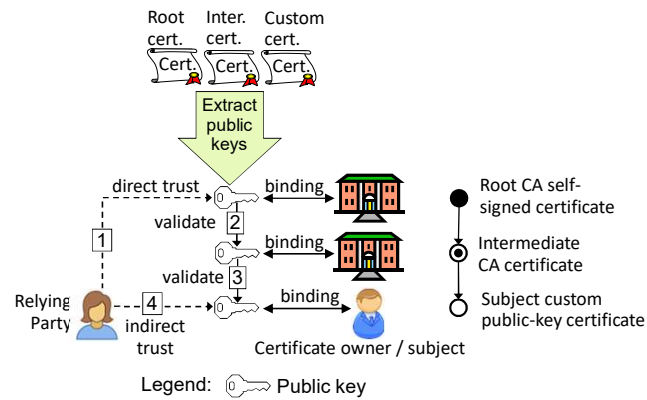 Root Inter. Custom
cert. cert. cert.
Cert. Cert. Cert.
Extract
public
keys
direct trust
binding
validate 2
1
binding
validate 3
Relying
Party
4
indirect
trust
binding
Certificate owner / subject
Root CA self-
signed certificate
Intermediate
CA certificate
Subject custom
public-key certificate
Legend: Public key